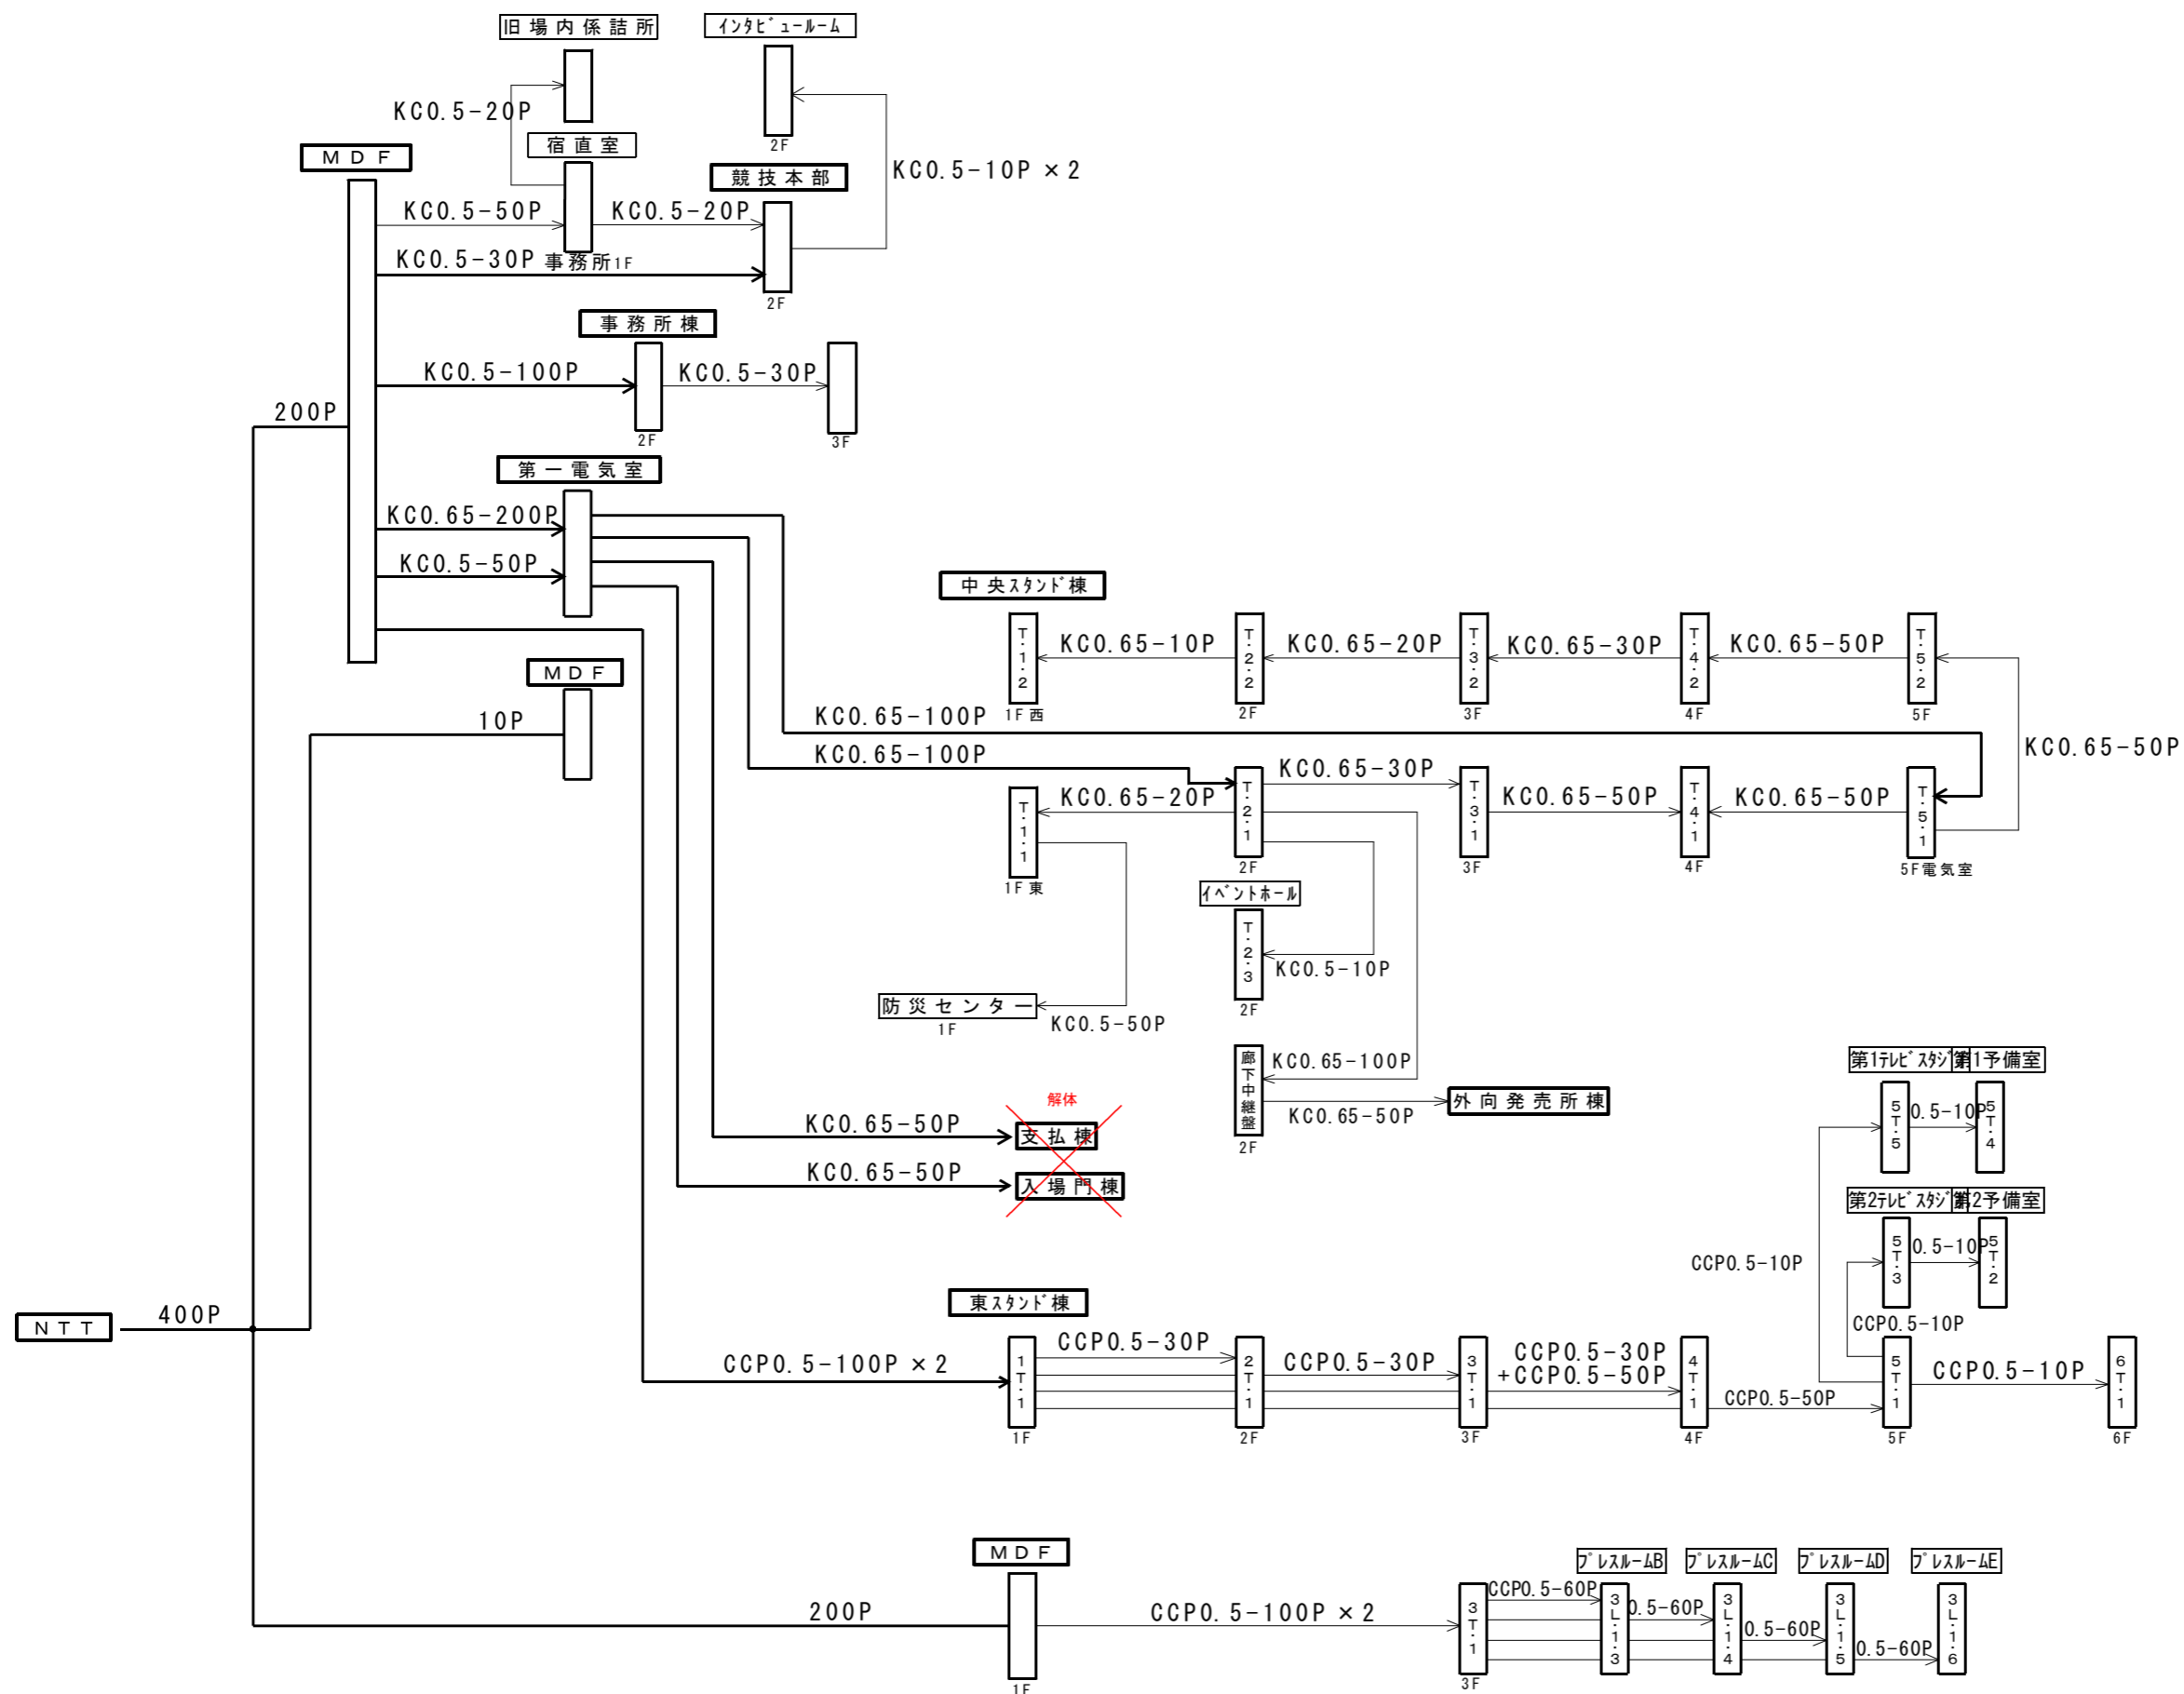 旧場内係詰所
インタビュールーム
KC0.5-20P
宿直室
2F
MDF
競技本部
KC0.5-10P×2
KC0.5-50P
KC0.5-20P
KC0.5-30P
事務所1F
2F
事務所棟
KC0.5-100P
KC0.5-30P
200P
2F
3F
第一電気室
KC0.65-200P
KC0.5-50P
中央スタンド棟
T・1・2
KC0.65-10P
T・2・2
KC0.65-20P
T・3・2
KC0.65-30P
T・4・2
KC0.65-50P
T・5・2
MDF
1F西
2F
3F
4F
5F
10P
KC0.65-100P
KC0.65-50P
KC0.65-100P
KC0.65-30P
T・1・1
KC0.65-20P
T・2・1
T・3・1
KC0.65-50P
T・4・1
KC0.65-50P
T・5・1
1F東
2F
3F
4F
5F電気室
イベントホール
T・2・3
KC0.5-10P
2F
防災センター
1F
KC0.5-50P
廊下中継盤
KC0.65-100P
2F
KC0.65-50P
外向発売所棟
解体
KC0.65-50P
支払棟
KC0.65-50P
入場門棟
第1テレビスタジ
第1予備室
5T・5
0.5-10P
5T・4
第2テレビスタジ
第2予備室
5T・3
0.5-10P
5T・2
CCP0.5-10P
CCP0.5-10P
NTT
400P
東スタンド棟
CCP0.5-100P×2
1T・1
CCP0.5-30P
2T・1
CCP0.5-30P
3T・1
CCP0.5-30P
+CCP0.5-50P
4T・1
CCP0.5-50P
5T・1
CCP0.5-10P
6T・1
1F
2F
3F
4F
5F
6F
MDF
200P
1F
CCP0.5-100P×2
3T・1
3F
プレスルームB
プレスルームC
プレスルームD
プレスルームE
CCP0.5-60P
3L・1・3
0.5-60P
3L・1・4
0.5-60P
3L・1・5
0.5-60P
3L・1・6